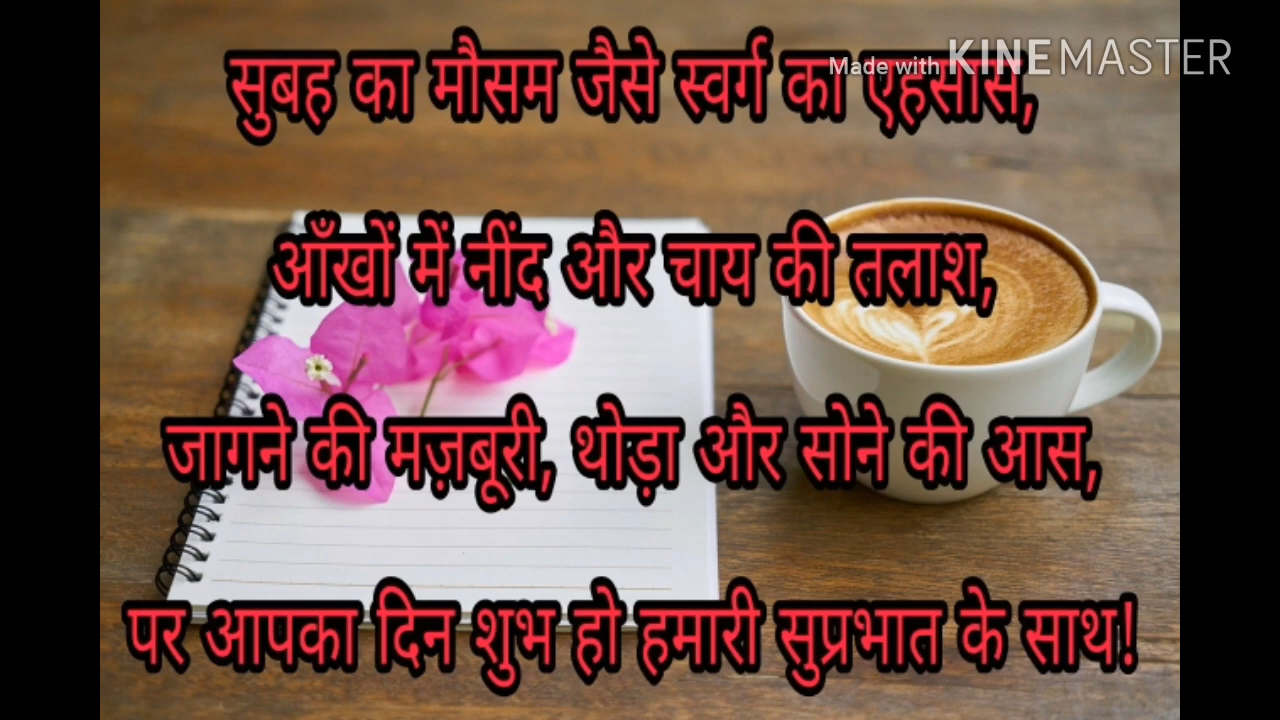 Made with KINEMASTER
सुबह का मौसम जैसे स्वर्ग का एहसास,
आँखों में नींद और चाय की तलाश,
जागने की मज़बूरी, थोड़ा और सोने की आस,
पर आपका दिन शुभ हो हमारी सुप्रभात के साथ!